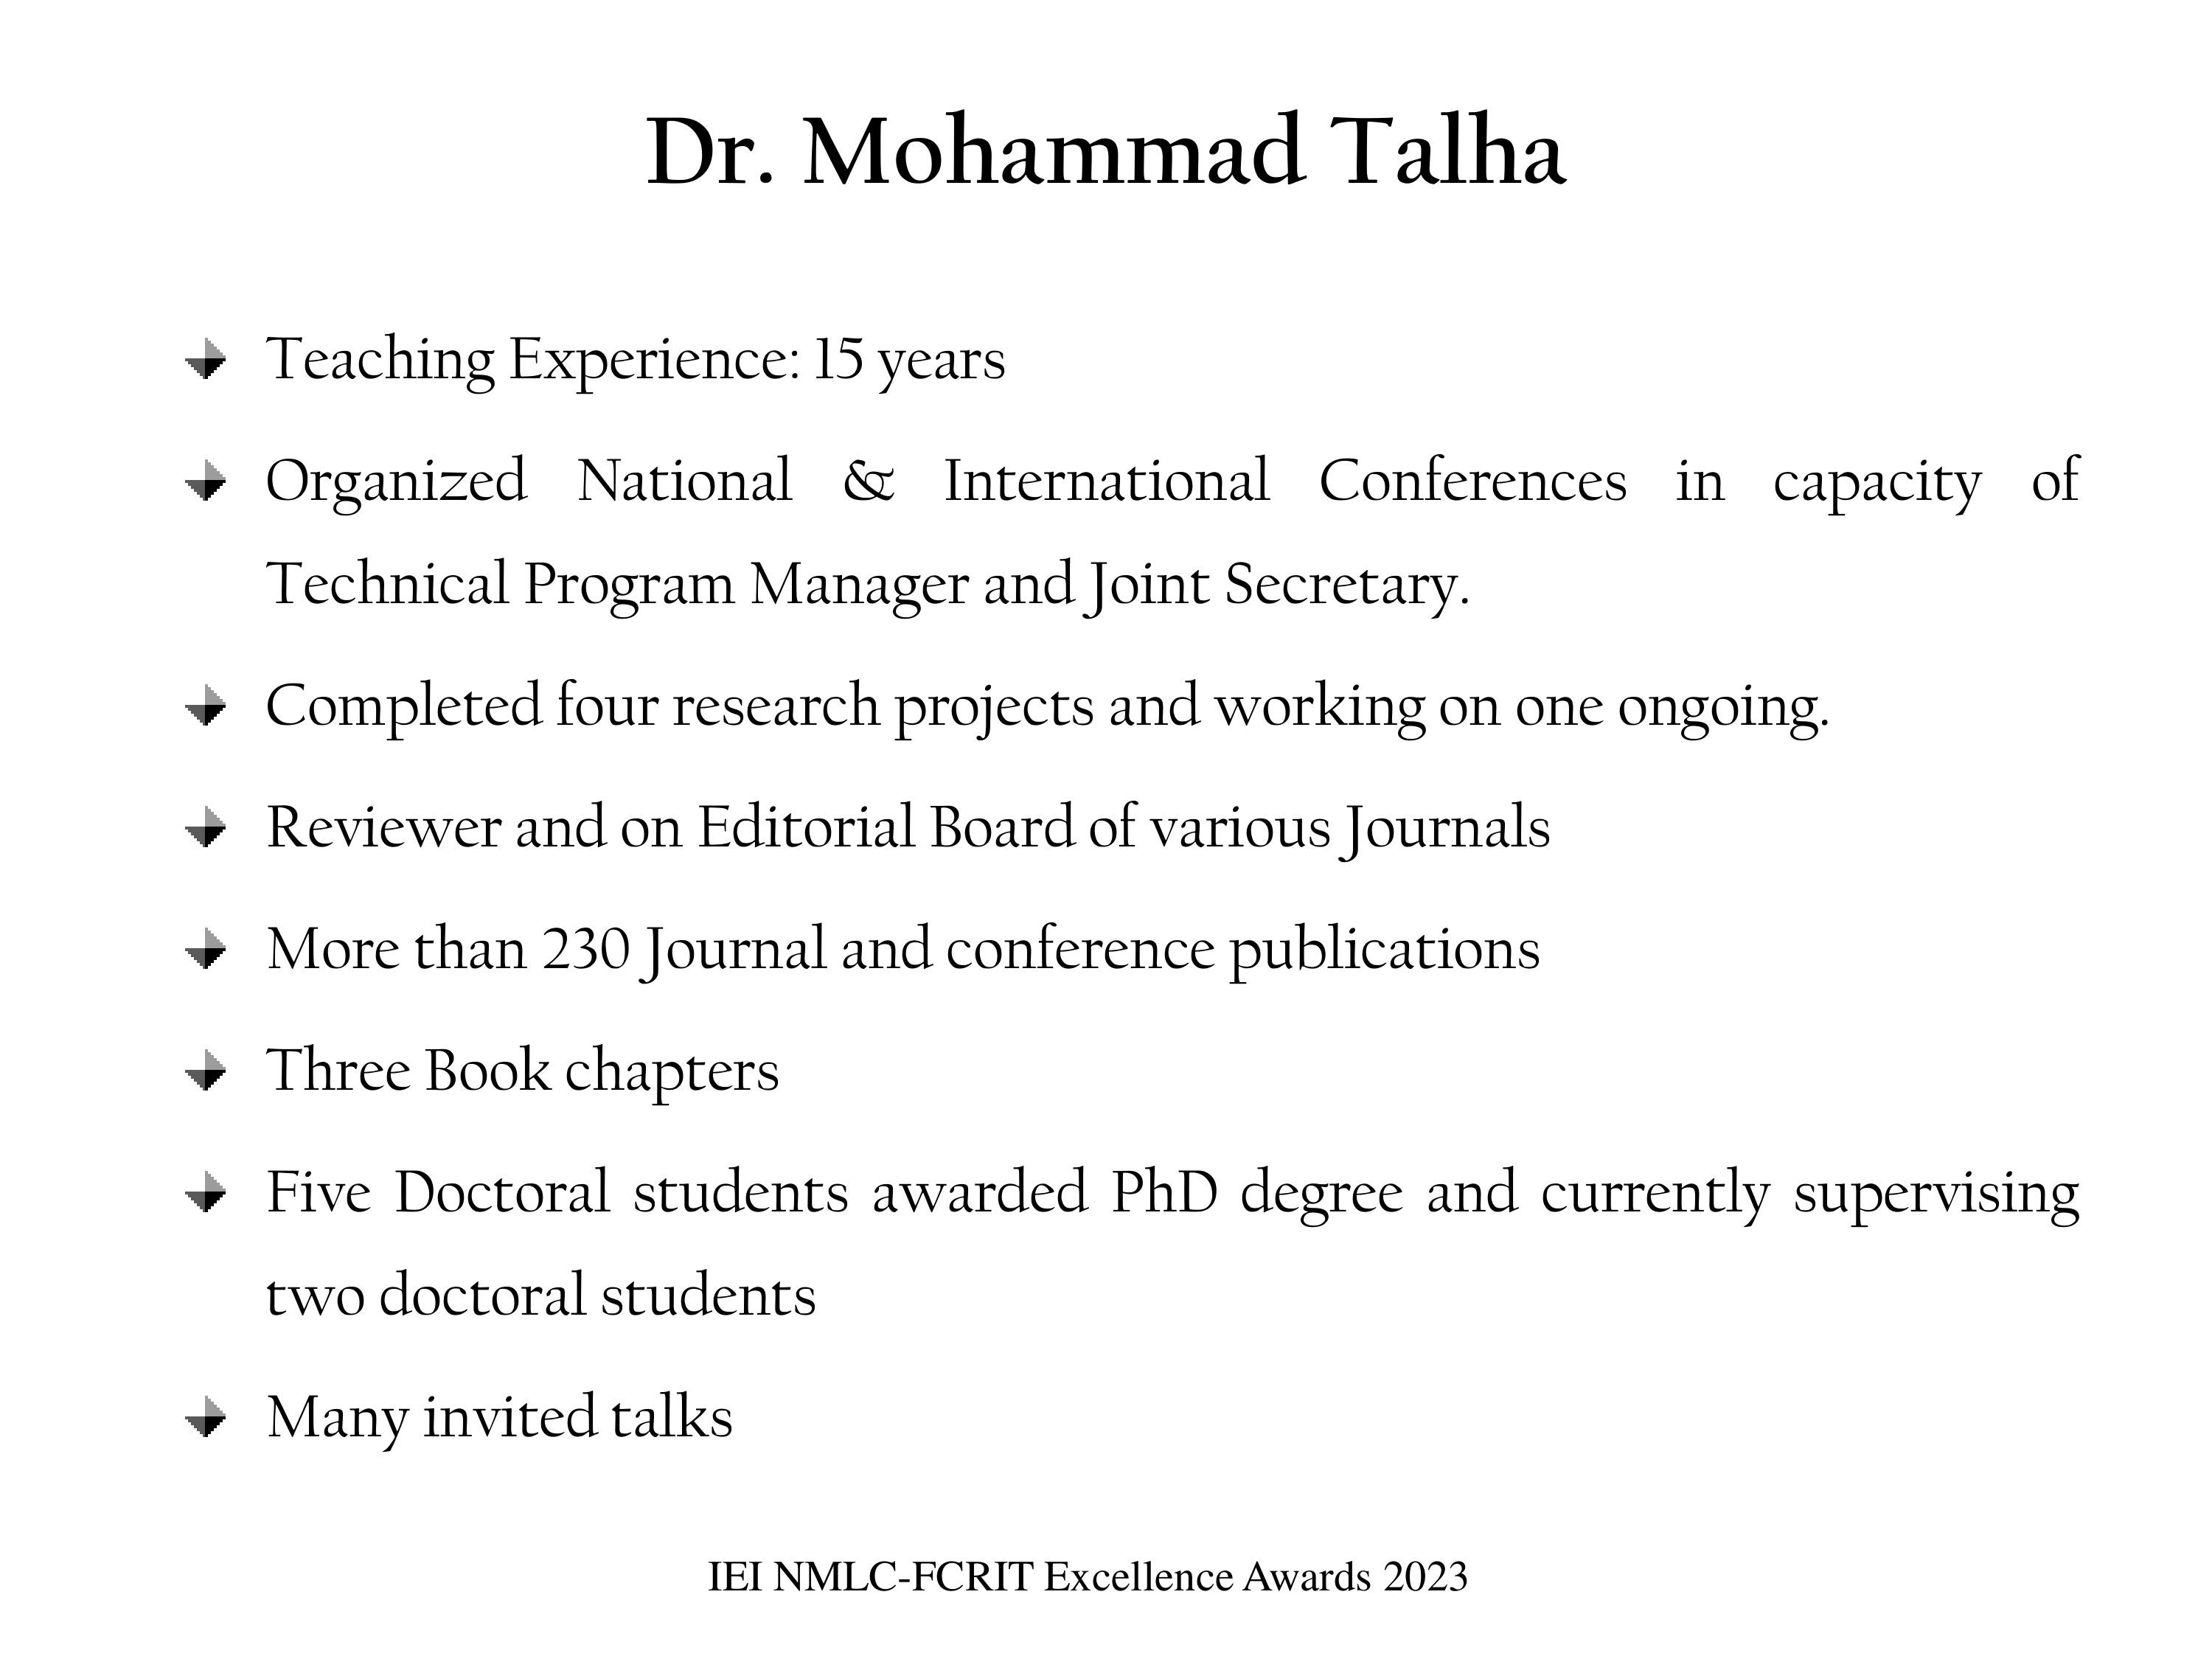 Dr. Mohammad Talha
Teaching Experience: 15 years
Organized National & International Conferences in capacity of
Technical Program Manager and Joint Secretary.
Completed four research projects and working on one ongoing.
Reviewer and on Editorial Board of various Journals
More than 230 Journal and conference publications
Three Book chapters
Five Doctoral students awarded PhD degree and currently supervising
two doctoral students
Many invited talks
IEI NMLC-FCRIT Excellence Awards 2023